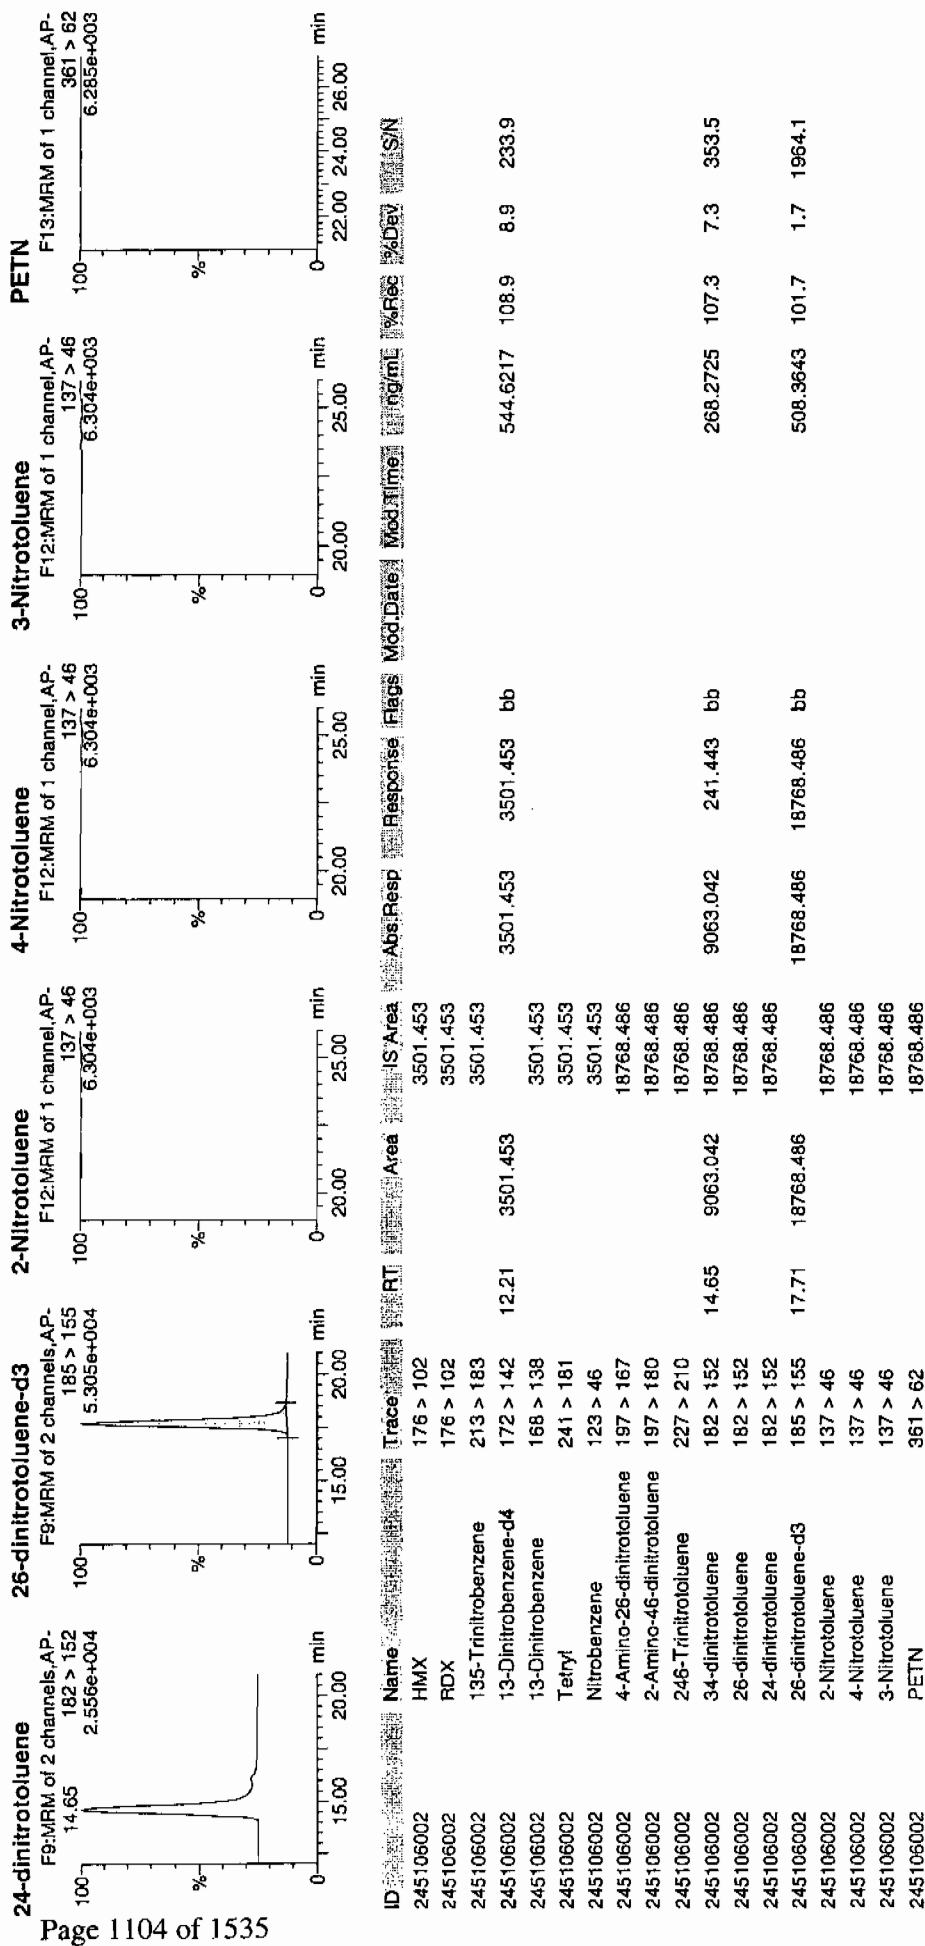 24-dinitrotoluene
F9:MRM of 2 channels,AP-
182 > 152
2.556e+004
14.65
100
%
0
15.00 20.00 min
26-dinitrotoluene-d3
F9:MRM of 2 channels,AP-
185 > 155
5.305e+004
100
%
0
15.00 20.00 min
2-Nitrotoluene
F12:MRM of 1 channel,AP-
137 > 46
6.304e+003
100
%
0
20.00 25.00 min
4-Nitrotoluene
F12:MRM of 1 channel,AP-
137 > 46
6.304e+003
100
%
0
20.00 25.00 min
3-Nitrotoluene
F12:MRM of 1 channel,AP-
137 > 46
6.304e+003
100
%
0
20.00 25.00 min
PETN
F13:MRM of 1 channel,AP-
361 > 62
6.285e+003
100
%
0
22.00 24.00 26.00 min
ID Name Trace RT Area IS Area Abs.Resp Response Flags Mod.Date Mod.Time ng/mL %Rec %Dev S/N
245106002 HMX 176 > 102 3501.453
245106002 RDX 176 > 102 3501.453
245106002 135-Trinitrobenzene 213 > 183 3501.453
245106002 13-Dinitrobenzene-d4 172 > 142 12.21 3501.453 3501.453 3501.453 bb 544.6217 108.9 8.9 233.9
245106002 13-Dinitrobenzene 168 > 138 3501.453
245106002 Tetryl 241 > 181 3501.453
245106002 Nitrobenzene 123 > 46 3501.453
245106002 4-Amino-26-dinitrotoluene 197 > 167 18768.486
245106002 2-Amino-46-dinitrotoluene 197 > 180 18768.486
245106002 246-Trinitrotoluene 227 > 210 18768.486
245106002 34-dinitrotoluene 182 > 152 14.65 9063.042 18768.486 9063.042 241.443 bb 268.2725 107.3 7.3 353.5
245106002 26-dinitrotoluene 182 > 152 18768.486
245106002 24-dinitrotoluene 182 > 152 18768.486
245106002 26-dinitrotoluene-d3 185 > 155 17.71 18768.486 18768.486 18768.486 bb 508.3643 101.7 1.7 1964.1
245106002 2-Nitrotoluene 137 > 46 18768.486
245106002 4-Nitrotoluene 137 > 46 18768.486
245106002 3-Nitrotoluene 137 > 46 18768.486
245106002 PETN 361 > 62 18768.486
Page 1104 of 1535